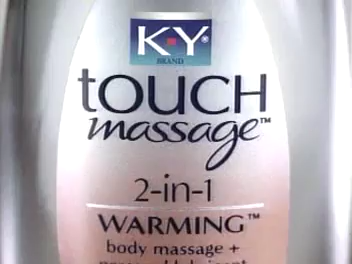 K-Y®
BRAND
touch
massage™
2-in-1
WARMING™
body massage +